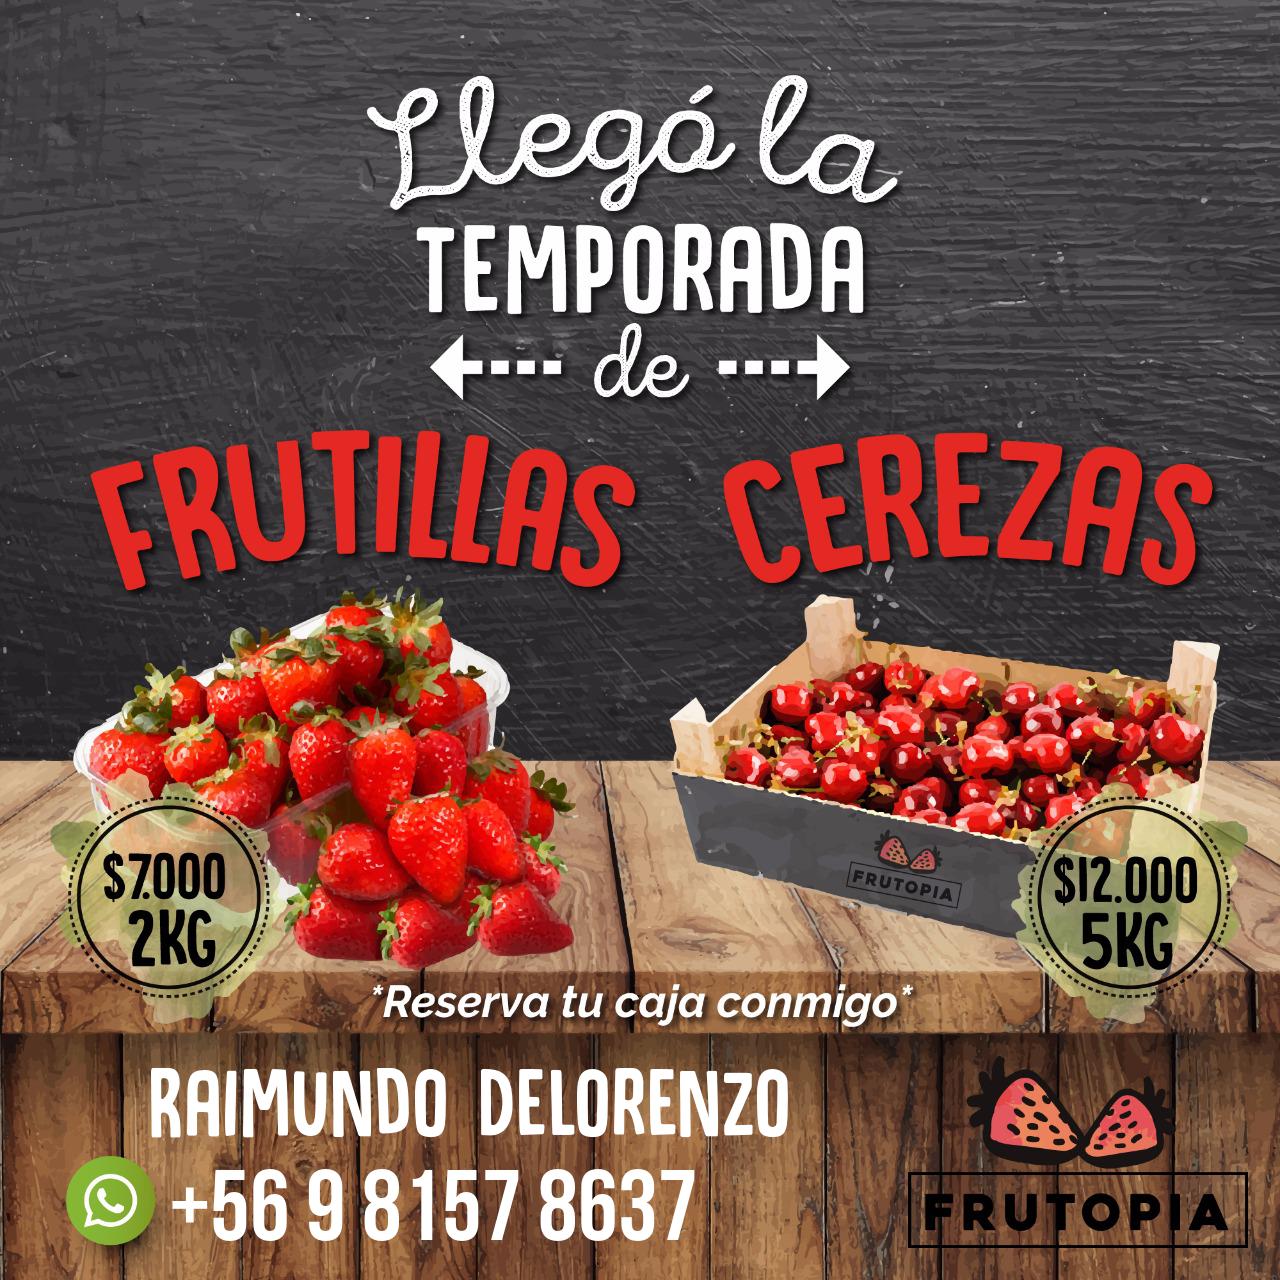 Llegó la
TEMPORADA
de
FRUTILLAS CEREZAS
FRUTOPIA
$7.000
2KG
$12.000
5KG
*Reserva tu caja conmigo*
RAIMUNDO DELORENZO
+56 9 8157 8637
FRUTOPIA